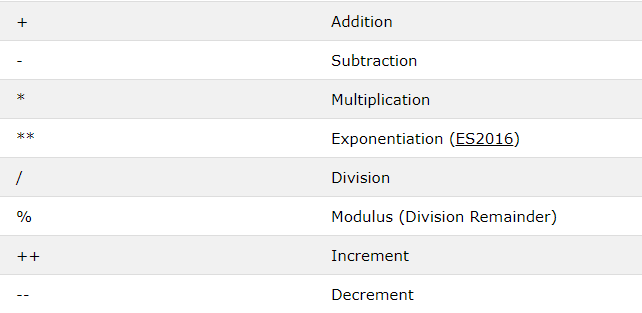 + Addition
- Subtraction
* Multiplication
** Exponentiation (ES2016)
/ Division
% Modulus (Division Remainder)
++ Increment
-- Decrement